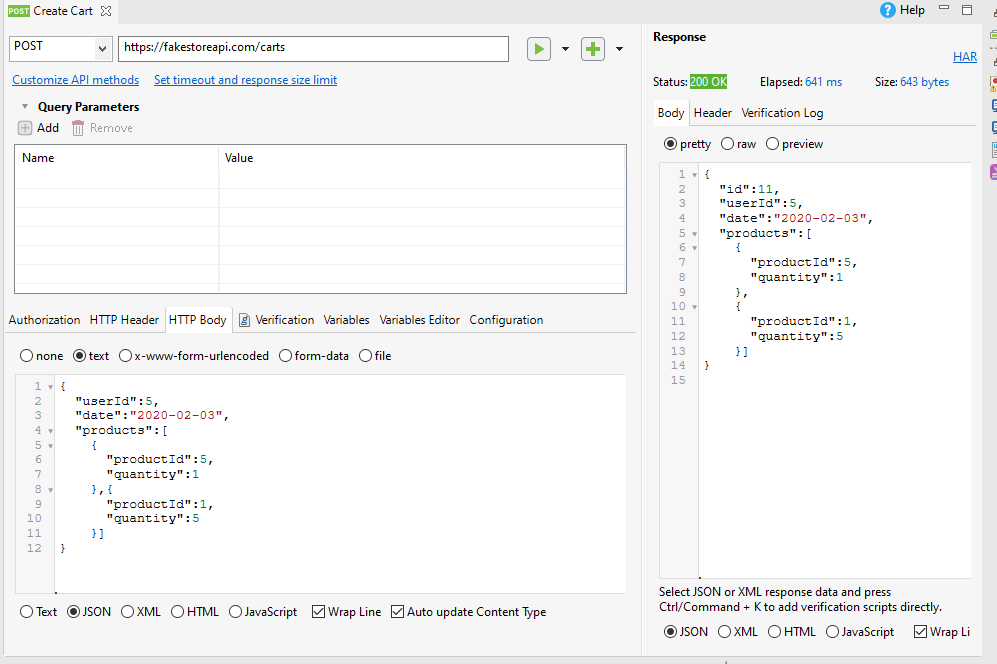 POST Create Cart
Help
POST
https://fakestoreapi.com/carts
Customize API methods
Set timeout and response size limit
Query Parameters
Add
Remove
Name
Value
Authorization
HTTP Header
HTTP Body
Verification
Variables
Variables Editor
Configuration
none
text
x-www-form-urlencoded
form-data
file
1 {
2 "userId":5,
3 "date":"2020-02-03",
4 "products":[
5 {
6 "productId":5,
7 "quantity":1
8 },{
9 "productId":1,
10 "quantity":5
11 }]
12 }
Text
JSON
XML
HTML
JavaScript
Wrap Line
Auto update Content Type
Response
HAR
Status: 200 OK
Elapsed: 641 ms
Size: 643 bytes
Body
Header
Verification Log
pretty
raw
preview
1 {
2 "id":11,
3 "userId":5,
4 "date":"2020-02-03",
5 "products":[
6 {
7 "productId":5,
8 "quantity":1
9 },
10 {
11 "productId":1,
12 "quantity":5
13 }]
14 }
15
Select JSON or XML response data and press
Ctrl/Command + K to add verification scripts directly.
JSON
XML
HTML
JavaScript
Wrap Li